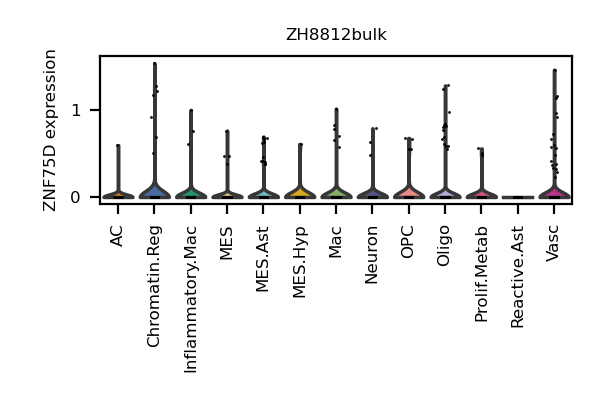 ZH8812bulk
ZNF75D expression
1
0
AC
Chromatin.Reg
Inflammatory.Mac
MES
MES.Ast
MES.Hyp
Mac
Neuron
OPC
Oligo
Prolif.Metab
Reactive.Ast
Vasc